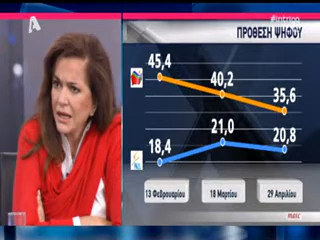 #intrigo
ΠΡΟΘΕΣΗ ΨΗΦΟΥ
45,4
40,2
35,6
18,4
21,0
20,8
13 Φεβρουαρίου
18 Μαρτίου
29 Απριλίου